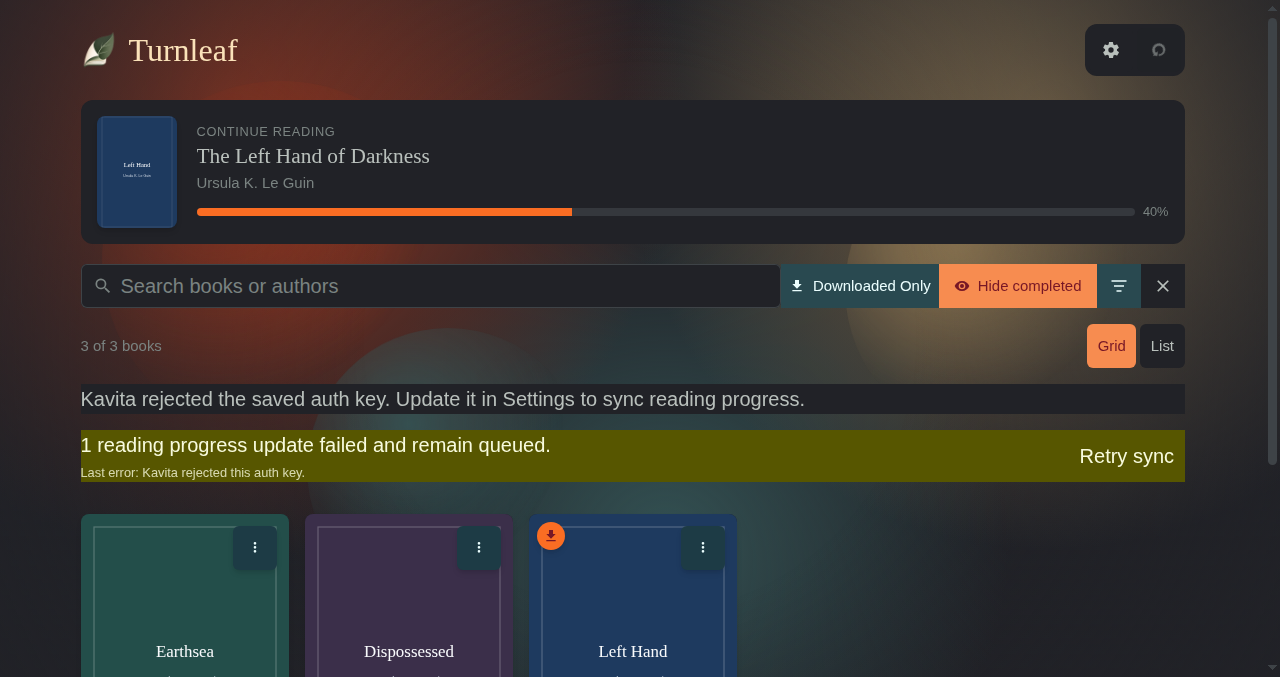 Turnleaf
CONTINUE READING
The Left Hand of Darkness
Ursula K. Le Guin
40%
Left Hand
Ursula K. Le Guin
Search books or authors
Downloaded Only
Hide completed
3 of 3 books
Grid
List
Kavita rejected the saved auth key. Update it in Settings to sync reading progress.
1 reading progress update failed and remain queued.
Last error: Kavita rejected this auth key.
Retry sync
Earthsea
Dispossessed
Left Hand